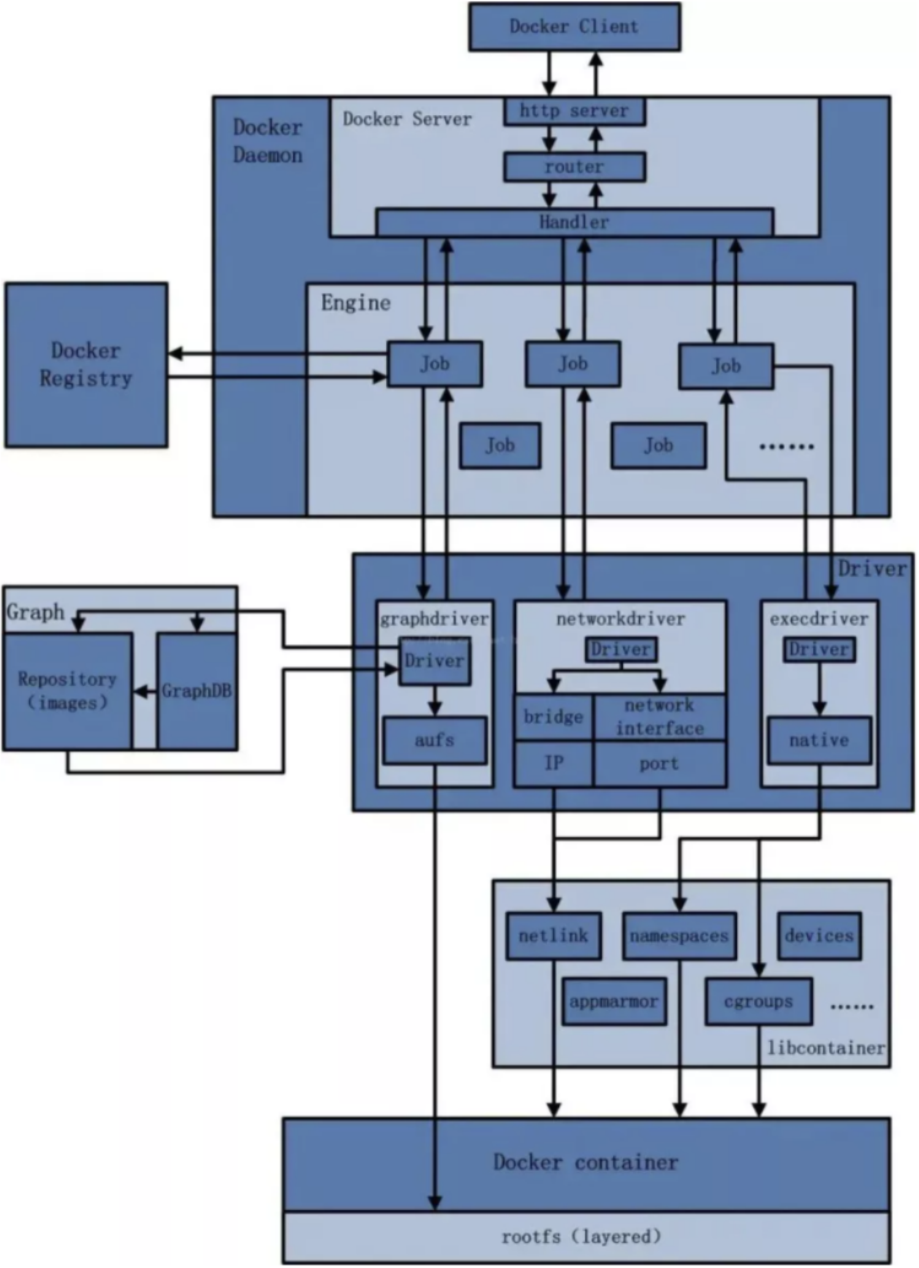 Docker Client
Docker
Daemon
Docker Server
http server
router
Handler
Engine
Docker
Registry
Job
Job
Job
Job
Job
......
Driver
Graph
Repository
（images）
GraphDB
graphdriver
Driver
aufs
networkdriver
Driver
bridge
network
interface
IP
port
execdriver
Driver
native
netlink
namespaces
devices
appmarmor
cgroups
......
libcontainer
Docker container
rootfs（layered）